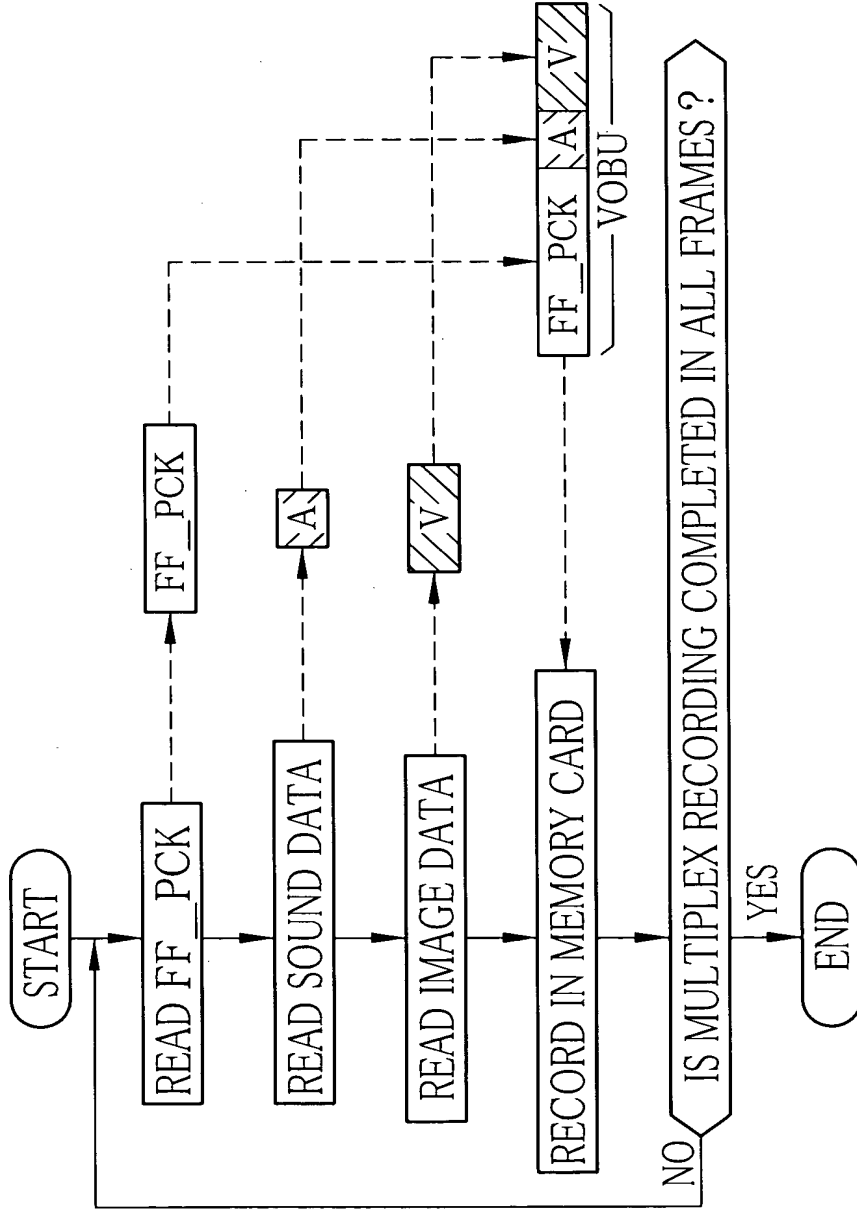 START
READ FF_PCK
FF_PCK
READ SOUND DATA
A
READ IMAGE DATA
V
RECORD IN MEMORY CARD
FF_PCK A V
VOBU
IS MULTIPLEX RECORDING COMPLETED IN ALL FRAMES?
NO
YES
END